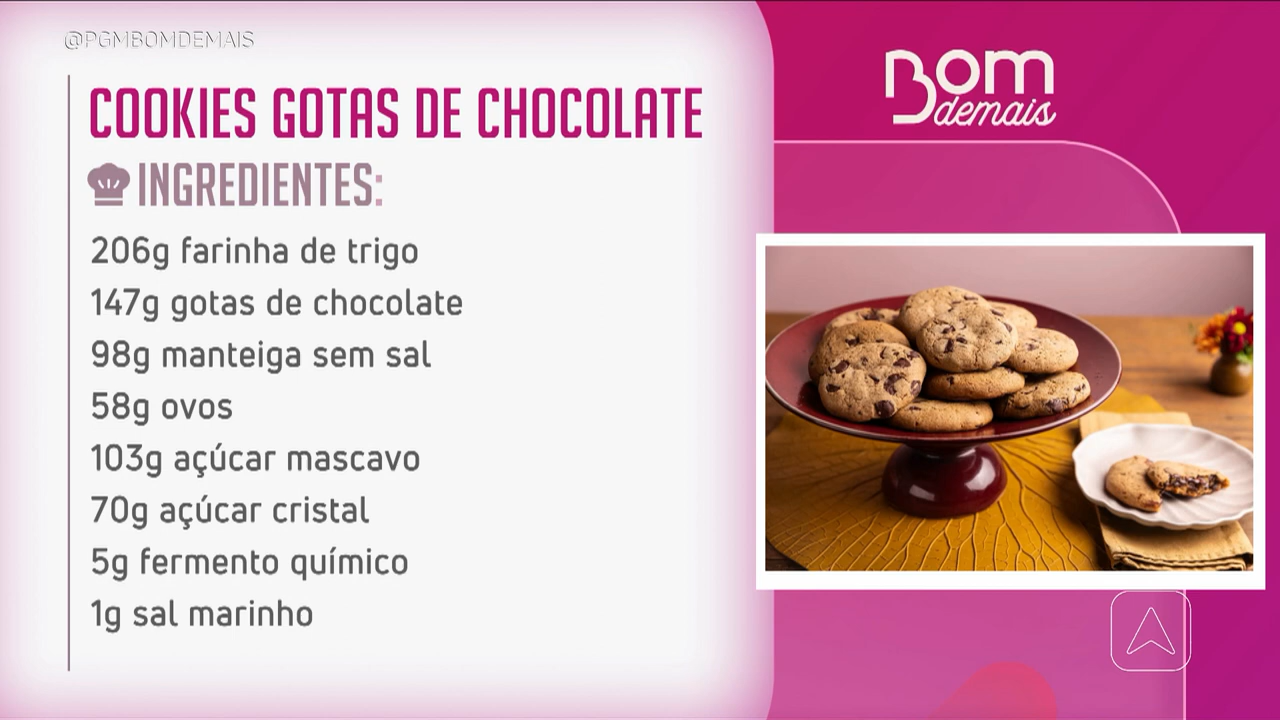 @PGMBOMDEMAIS
COOKIES GOTAS DE CHOCOLATE
INGREDIENTES:
206g farinha de trigo
147g gotas de chocolate
98g manteiga sem sal
58g ovos
103g açúcar mascavo
70g açúcar cristal
5g fermento químico
1g sal marinho
Bom
demais